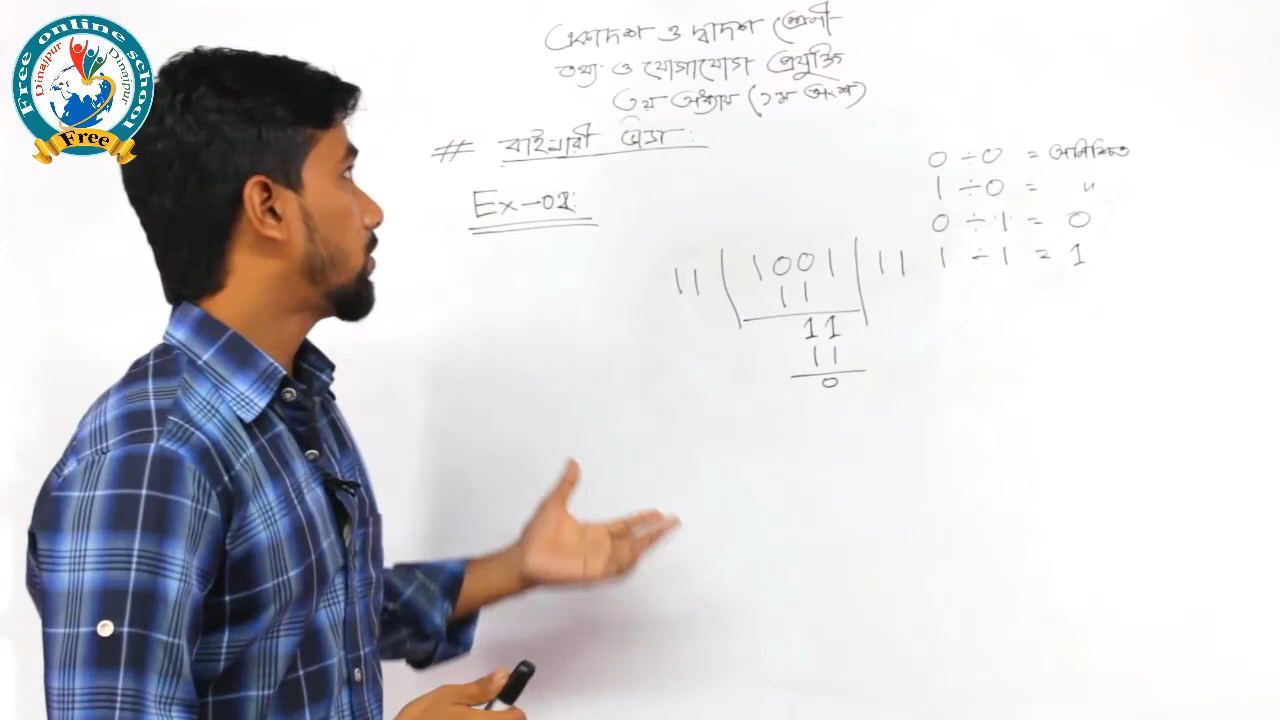 Free online school
Dinajpur Dinajpur
Free
একাদশ ও দ্বাদশ শ্রেণী
তথ্য ও যোগাযোগ প্রযুক্তি
৩য় অধ্যায় (১ম অংশ)
# বাইনারী
Ex-02:
0 ÷ 0 = অনিশ্চিত
1 ÷ 0 = "
0 ÷ 1 = 0
1 ÷ 1 = 1
11 | 1001 | 11
11
11
11
0